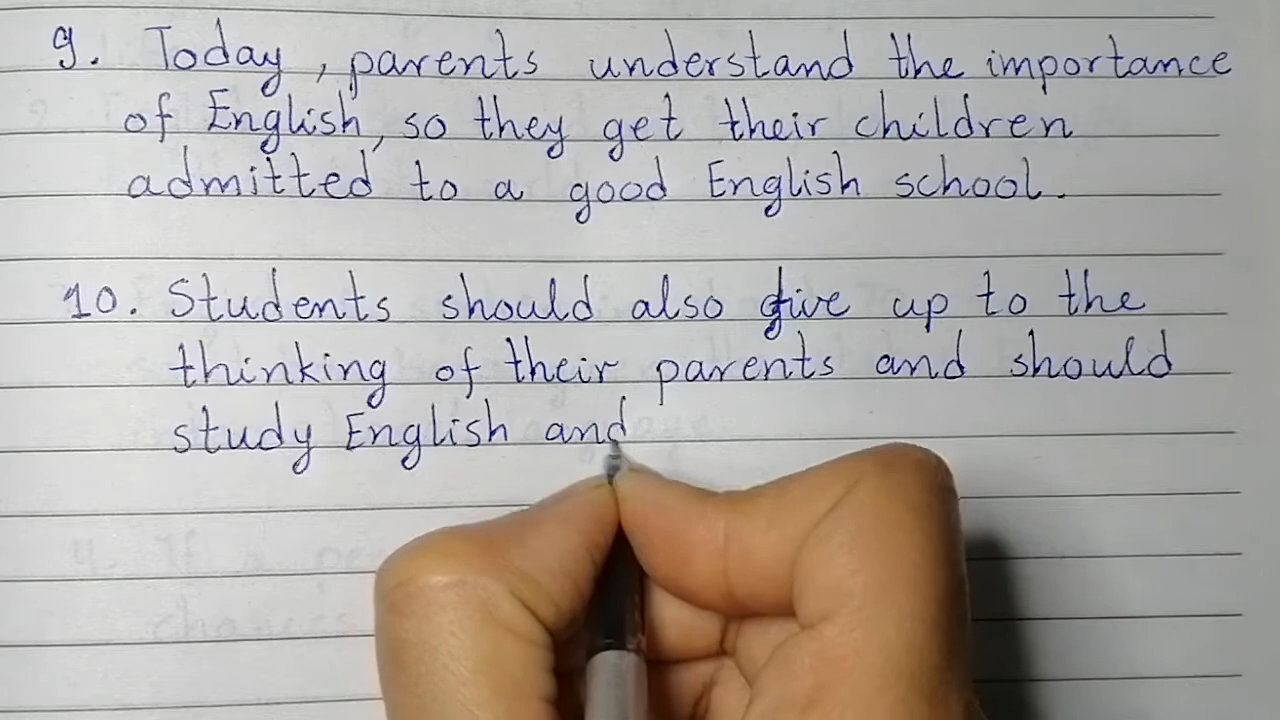 9. Today, parents understand the importance
of English, so they get their children
admitted to a good English school.
10. Students should also give up to the
thinking of their parents and should
study English and